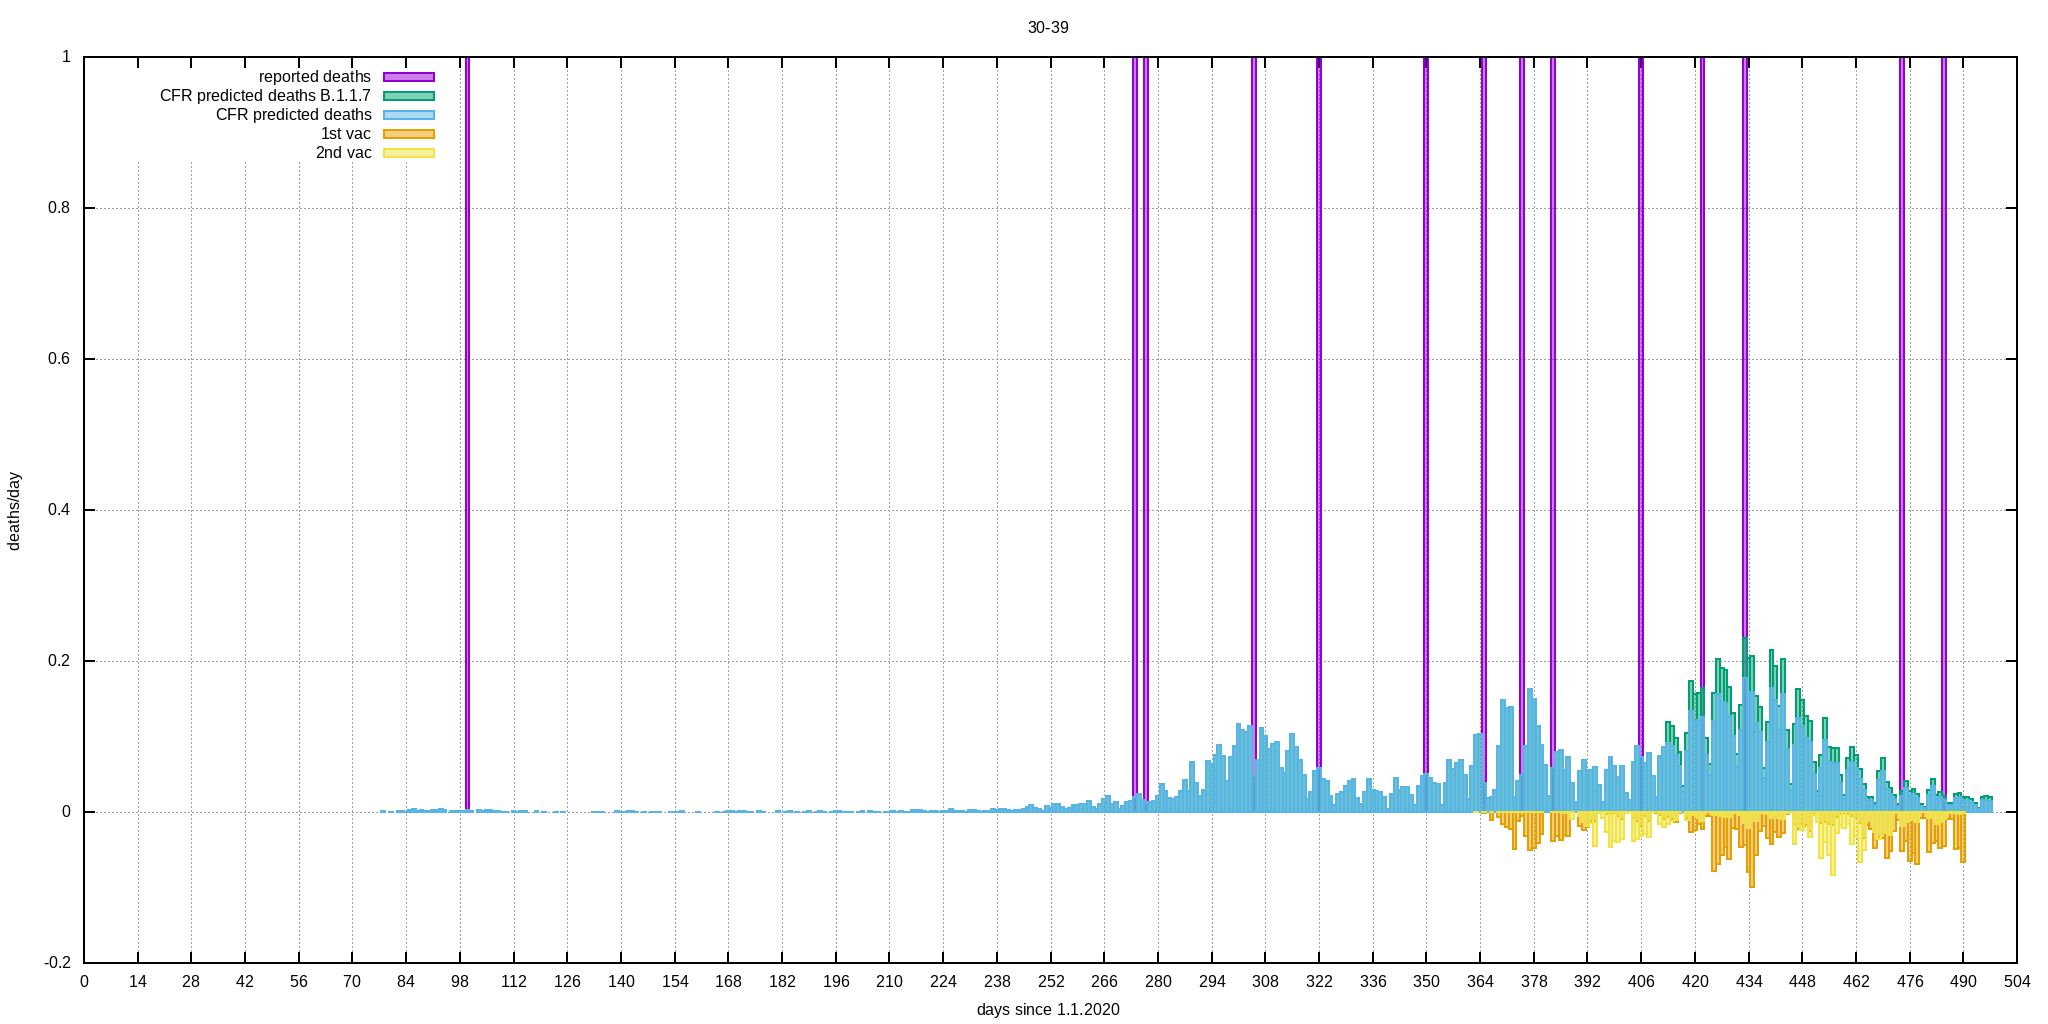 30-39
1
reported deaths
CFR predicted deaths B.1.1.7
CFR predicted deaths
1st vac
2nd vac
0.8
0.6
0.4
0.2
0
-0.2
deaths/day
0 14 28 42 56 70 84 98 112 126 140 154 168 182 196 210 224 238 252 266 280 294 308 322 336 350 364 378 392 406 420 434 448 462 476 490 504
days since 1.1.2020